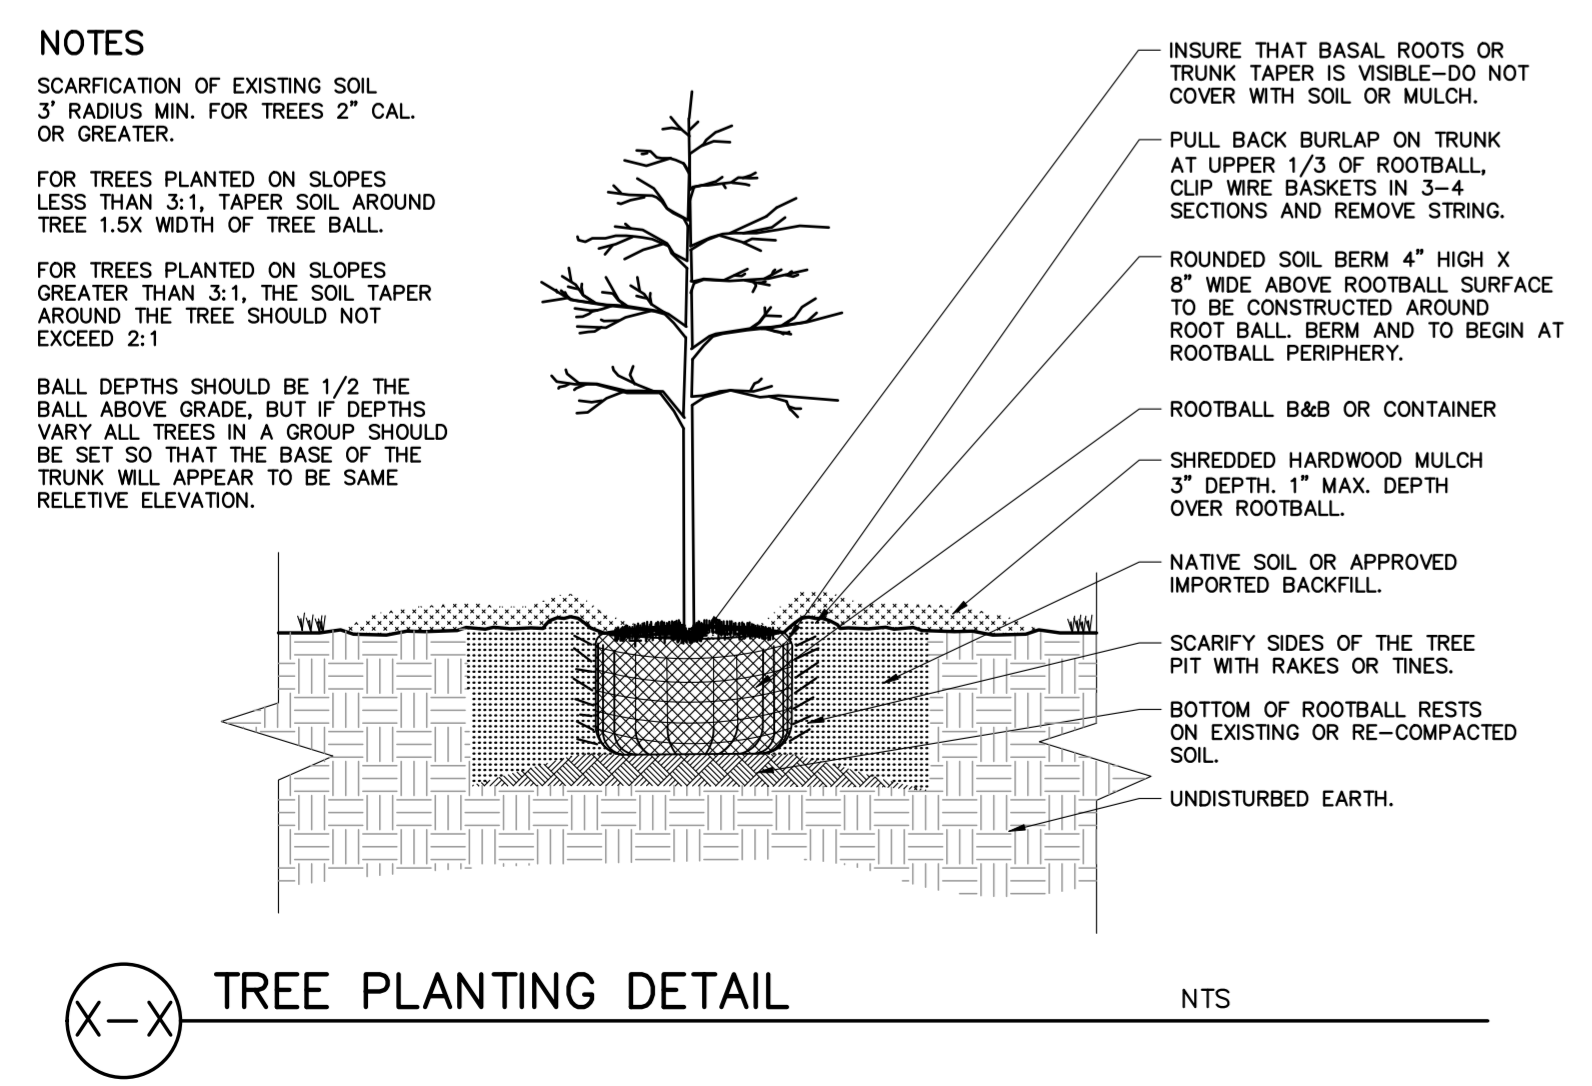 NOTES
SCARFICATION OF EXISTING SOIL
3' RADIUS MIN. FOR TREES 2" CAL.
OR GREATER.
FOR TREES PLANTED ON SLOPES
LESS THAN 3:1, TAPER SOIL AROUND
TREE 1.5X WIDTH OF TREE BALL.
FOR TREES PLANTED ON SLOPES
GREATER THAN 3:1, THE SOIL TAPER
AROUND THE TREE SHOULD NOT
EXCEED 2:1
BALL DEPTHS SHOULD BE 1/2 THE
BALL ABOVE GRADE, BUT IF DEPTHS
VARY ALL TREES IN A GROUP SHOULD
BE SET SO THAT THE BASE OF THE
TRUNK WILL APPEAR TO BE SAME
RELETIVE ELEVATION.
INSURE THAT BASAL ROOTS OR
TRUNK TAPER IS VISIBLE-DO NOT
COVER WITH SOIL OR MULCH.
PULL BACK BURLAP ON TRUNK
AT UPPER 1/3 OF ROOTBALL,
CLIP WIRE BASKETS IN 3-4
SECTIONS AND REMOVE STRING.
ROUNDED SOIL BERM 4" HIGH X
8" WIDE ABOVE ROOTBALL SURFACE
TO BE CONSTRUCTED AROUND
ROOT BALL. BERM AND TO BEGIN AT
ROOTBALL PERIPHERY.
ROOTBALL B&B OR CONTAINER
SHREDDED HARDWOOD MULCH
3" DEPTH. 1" MAX. DEPTH
OVER ROOTBALL.
NATIVE SOIL OR APPROVED
IMPORTED BACKFILL.
SCARIFY SIDES OF THE TREE
PIT WITH RAKES OR TINES.
BOTTOM OF ROOTBALL RESTS
ON EXISTING OR RE-COMPACTED
SOIL.
UNDISTURBED EARTH.
X-X
TREE PLANTING DETAIL
NTS